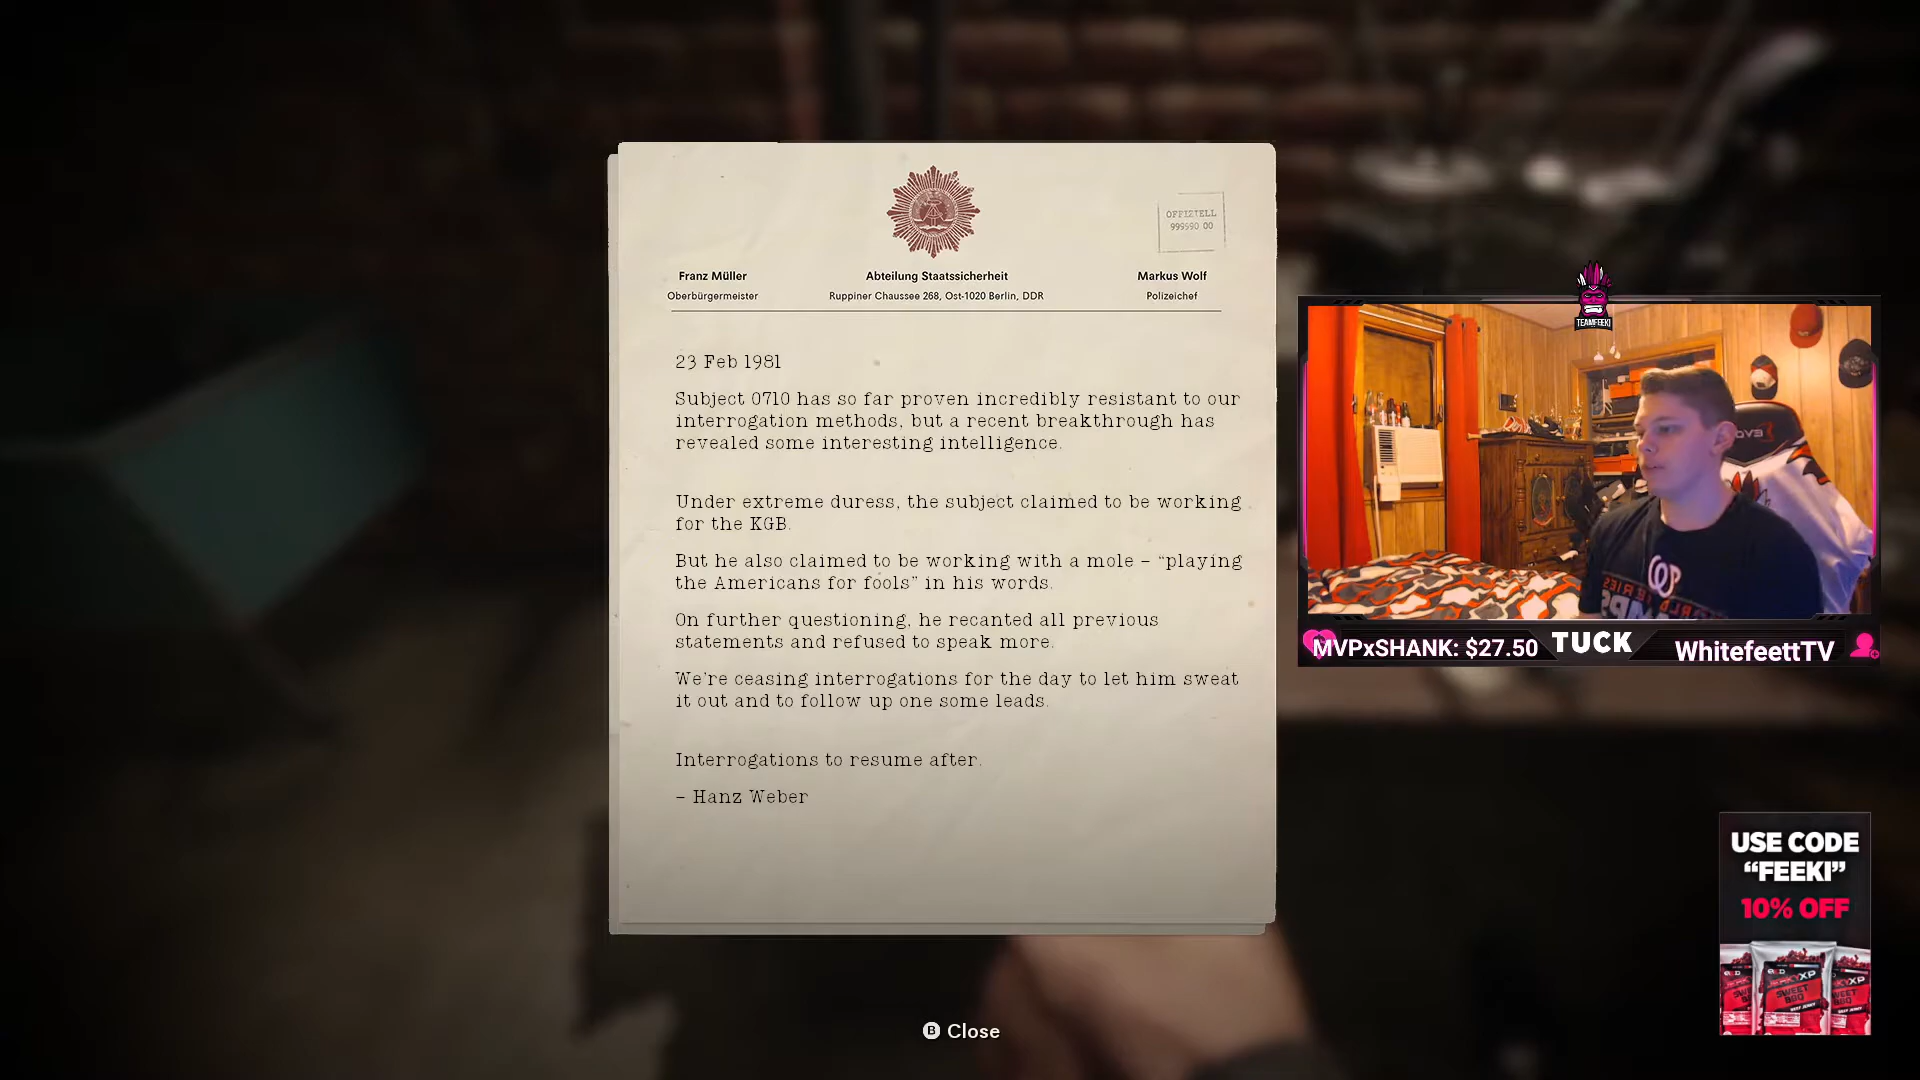 OFFIZIELL
999990 00
Franz Müller
Oberbürgermeister
Abteilung Staatssicherheit
Ruppiner Chaussee 268, Ost-1020 Berlin, DDR
Markus Wolf
Polizeichef
23 Feb 1981
Subject 0710 has so far proven incredibly resistant to our
interrogation methods, but a recent breakthrough has
revealed some interesting intelligence.
Under extreme duress, the subject claimed to be working
for the KGB.
But he also claimed to be working with a mole – “playing
the Americans for fools” in his words.
On further questioning, he recanted all previous
statements and refused to speak more.
We're ceasing interrogations for the day to let him sweat
it out and to follow up one some leads.
Interrogations to resume after.
– Hanz Weber
B Close
TEAMFEEKI
MVPxSHANK: $27.50
TUCK
WhitefeettTV
USE CODE
“FEEKI”
10% OFF
SWEET
BBQ